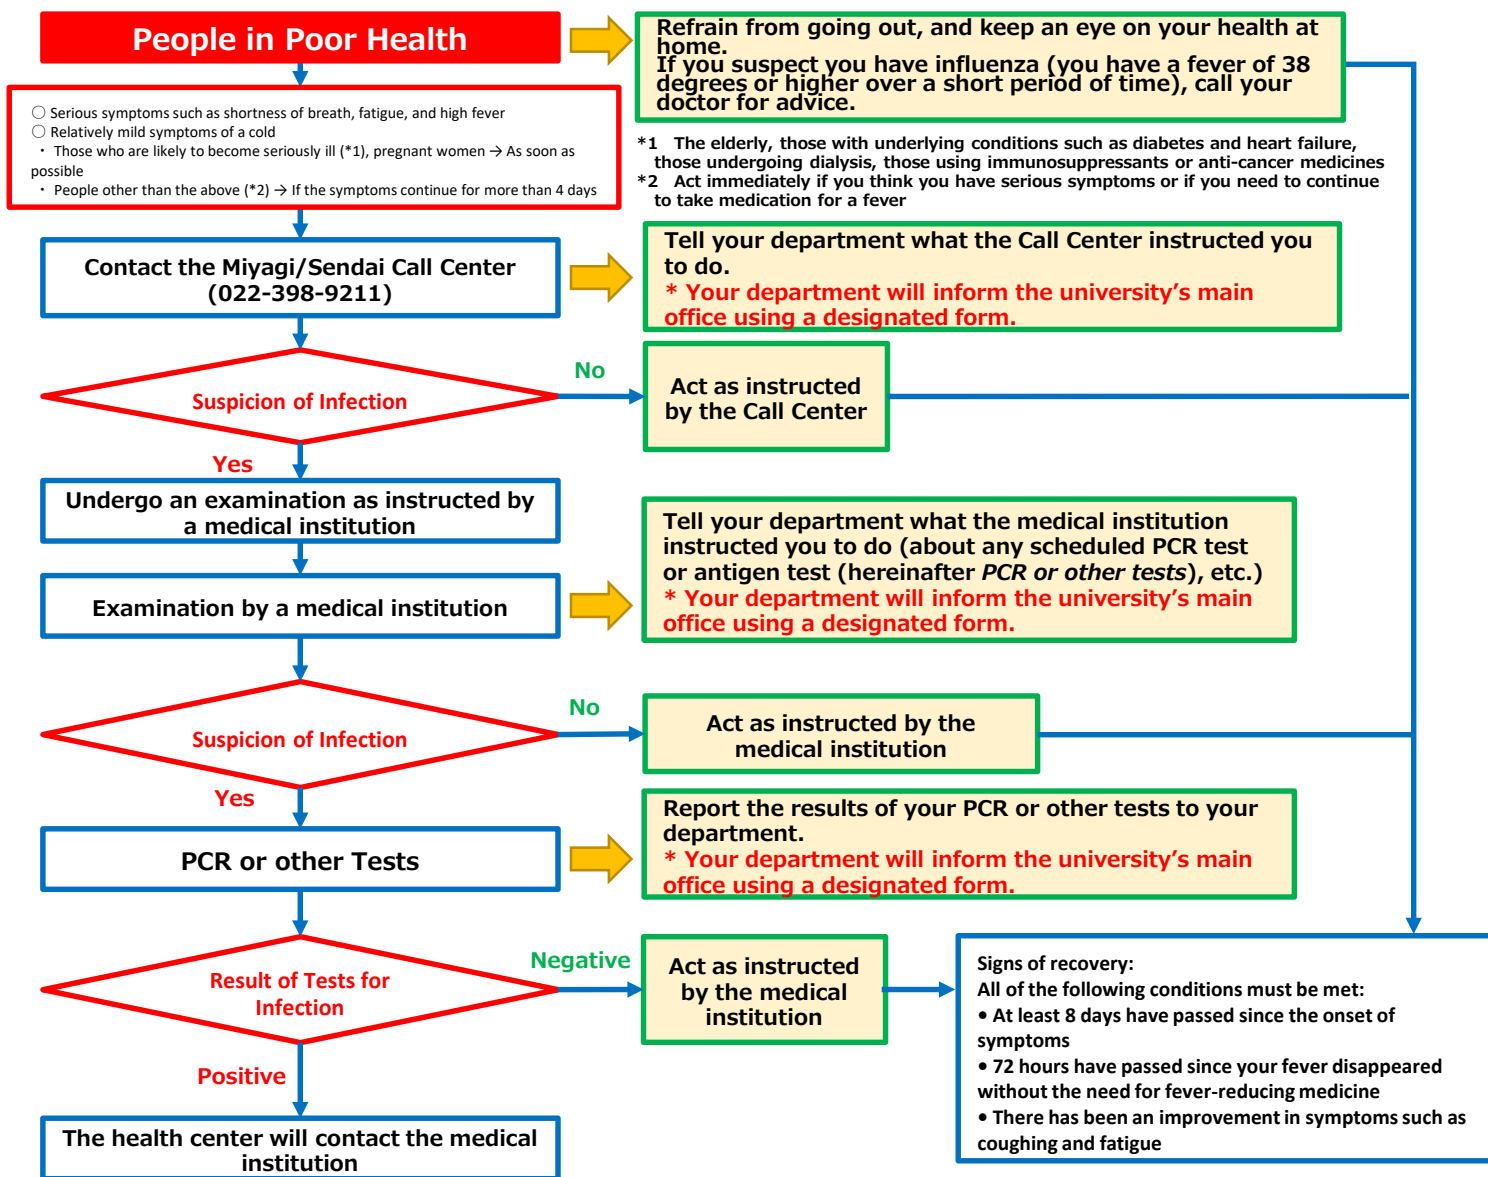 People in Poor Health
Refrain from going out, and keep an eye on your health at
home.
If you suspect you have influenza (you have a fever of 38
degrees or higher over a short period of time), call your
doctor for advice.
○ Serious symptoms such as shortness of breath, fatigue, and high fever
○ Relatively mild symptoms of a cold
・ Those who are likely to become seriously ill (*1), pregnant women → As soon as
possible
・ People other than the above (*2) → If the symptoms continue for more than 4 days
*1 The elderly, those with underlying conditions such as diabetes and heart failure,
those undergoing dialysis, those using immunosuppressants or anti-cancer medicines
*2 Act immediately if you think you have serious symptoms or if you need to continue
to take medication for a fever
Contact the Miyagi/Sendai Call Center
(022-398-9211)
Tell your department what the Call Center instructed you
to do.
* Your department will inform the university’s main
office using a designated form.
Suspicion of Infection
No
Act as instructed
by the Call Center
Yes
Undergo an examination as instructed by
a medical institution
Examination by a medical institution
Tell your department what the medical institution
instructed you to do (about any scheduled PCR test
or antigen test (hereinafter PCR or other tests), etc.)
* Your department will inform the university’s main
office using a designated form.
Suspicion of Infection
No
Act as instructed by the
medical institution
Yes
PCR or other Tests
Report the results of your PCR or other tests to your
department.
* Your department will inform the university’s main
office using a designated form.
Result of Tests for
Infection
Negative
Act as instructed
by the medical
institution
Positive
The health center will contact the medical
institution
Signs of recovery:
All of the following conditions must be met:
• At least 8 days have passed since the onset of
symptoms
• 72 hours have passed since your fever disappeared
without the need for fever-reducing medicine
• There has been an improvement in symptoms such as
coughing and fatigue